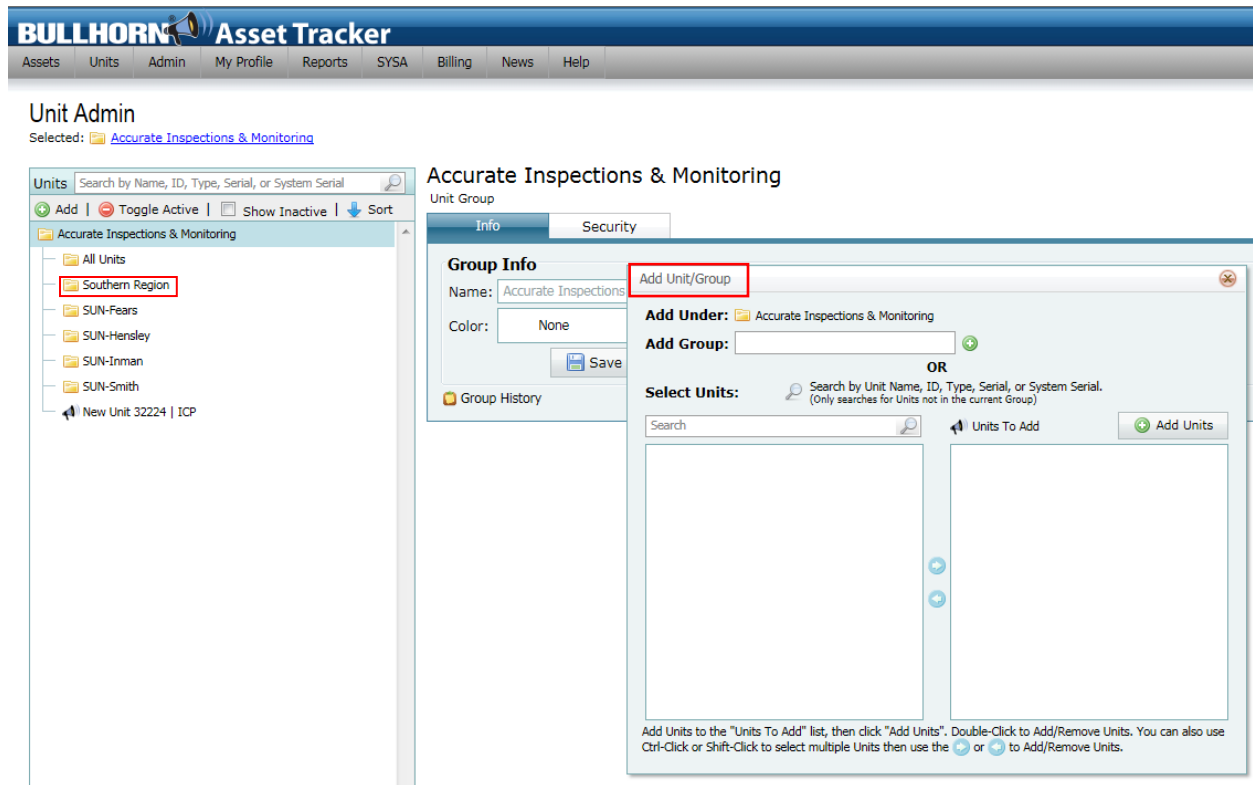 BULLHORN Asset Tracker
Assets Units Admin My Profile Reports SYSA Billing News Help
Unit Admin
Selected: Accurate Inspections & Monitoring
Units Search by Name, ID, Type, Serial, or System Serial
Add | Toggle Active | Show Inactive | Sort
Accurate Inspections & Monitoring
All Units
Southern Region
SUN-Fears
SUN-Hensley
SUN-Inman
SUN-Smith
New Unit 32224 | ICP
Accurate Inspections & Monitoring
Unit Group
Info Security
Group Info
Name: Accurate Inspections
Color: None
Save
Group History
Add Unit/Group
Add Under: Accurate Inspections & Monitoring
Add Group:
OR
Select Units: Search by Unit Name, ID, Type, Serial, or System Serial.
(Only searches for Units not in the current Group)
Search Units To Add Add Units
Add Units to the "Units To Add" list, then click "Add Units". Double-Click to Add/Remove Units. You can also use
Ctrl-Click or Shift-Click to select multiple Units then use the or to Add/Remove Units.